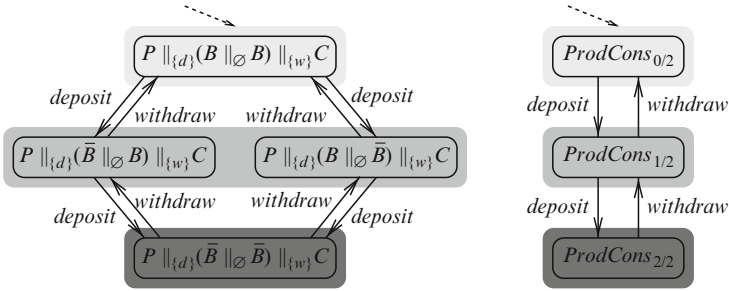 P ∥{d} (B ∥∅ B) ∥{w} C
ProdCons0/2
deposit
withdraw
withdraw
deposit
deposit
withdraw
P ∥{d} (B̄ ∥∅ B) ∥{w} C
P ∥{d} (B ∥∅ B̄) ∥{w} C
ProdCons1/2
deposit
withdraw
withdraw
deposit
deposit
withdraw
P ∥{d} (B̄ ∥∅ B̄) ∥{w} C
ProdCons2/2